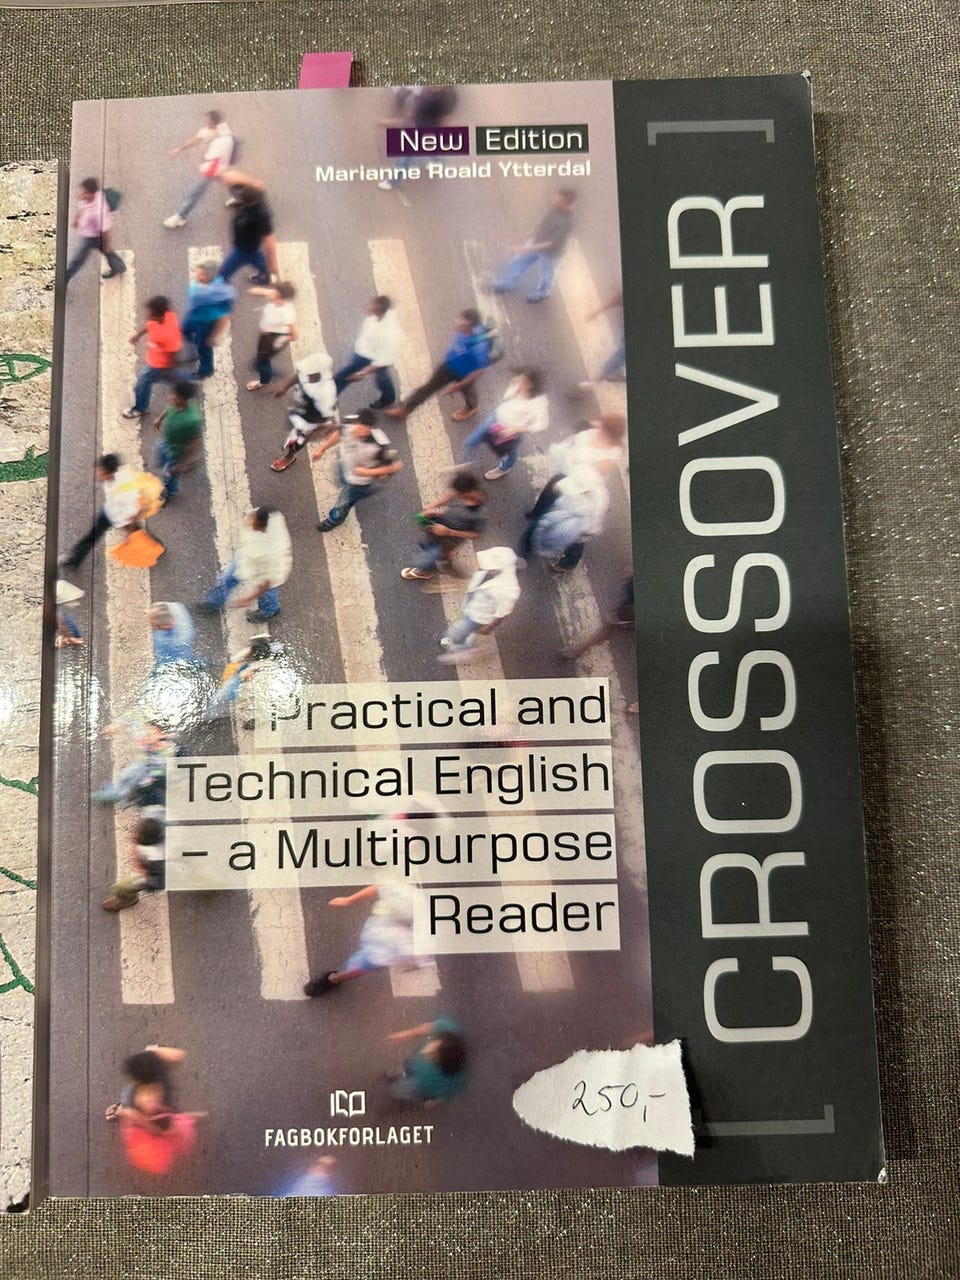 New Edition
Marianne Roald Ytterdal
[ CROSSOVER ]
Practical and
Technical English
– a Multipurpose
Reader
250,-
FAGBOKFORLAGET